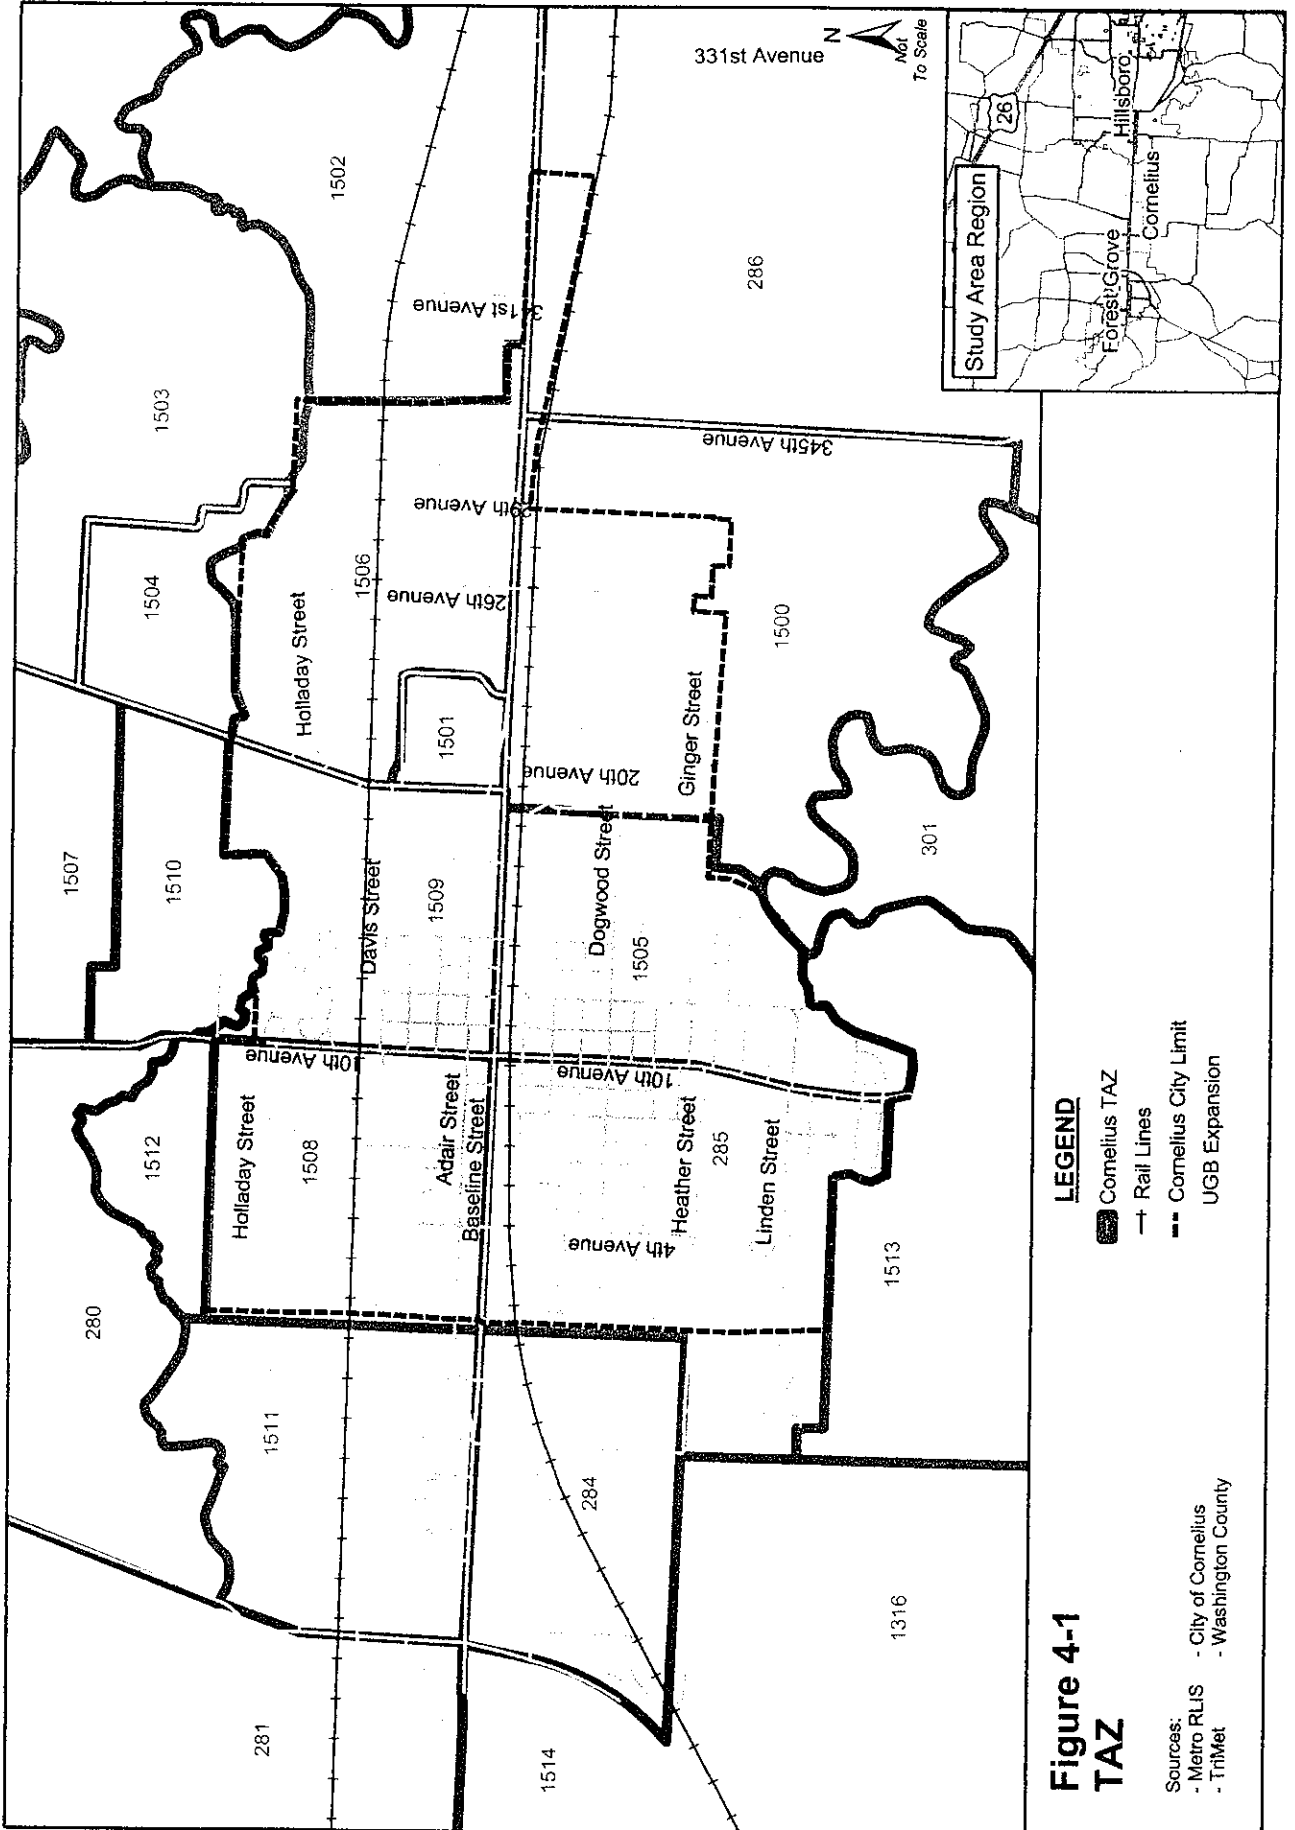 Figure 4-1
TAZ
Sources:
- Metro RLIS
- City of Cornelius
- TriMet
- Washington County
LEGEND
Cornelius TAZ
Rail Lines
Cornelius City Limit
UGB Expansion
Study Area Region
26
Hillsboro
Cornelius
Forest Grove
N
Not
To Scale
331st Avenue
281
1514
1316
280
1511
284
1512
Holladay Street
1508
Adair Street
Baseline Street
4th Avenue
Heather Street
285
Linden Street
1513
10th Avenue
10th Avenue
1507
1510
Davis Street
1509
Dogwood Street
1505
301
20th Avenue
Ginger Street
1501
Holladay Street
1504
1506
26th Avenue
29th Avenue
1500
1503
345th Avenue
341st Avenue
1502
286